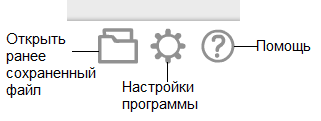 Открыть
ранее
сохраненный
файл
Настройки
программы
Помощь